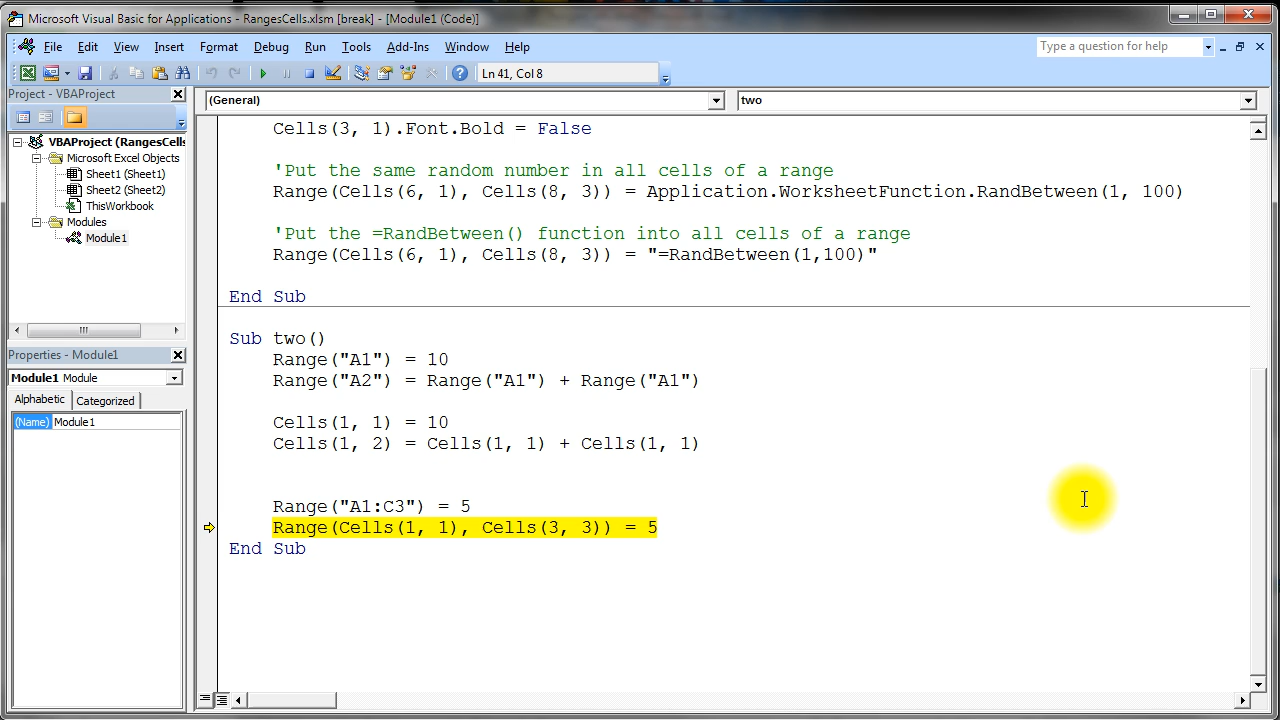 Microsoft Visual Basic for Applications - RangesCells.xlsm [break] - [Module1 (Code)]
File Edit View Insert Format Debug Run Tools Add-Ins Window Help
Type a question for help
Ln 41, Col 8
Project - VBAProject
(General)
two
VBAProject (RangesCells
Microsoft Excel Objects
Sheet1 (Sheet1)
Sheet2 (Sheet2)
ThisWorkbook
Modules
Module1
Properties - Module1
Module1 Module
Alphabetic Categorized
(Name) Module1
Cells(3, 1).Font.Bold = False
'Put the same random number in all cells of a range
Range(Cells(6, 1), Cells(8, 3)) = Application.WorksheetFunction.RandBetween(1, 100)
'Put the =RandBetween() function into all cells of a range
Range(Cells(6, 1), Cells(8, 3)) = "=RandBetween(1,100)"
End Sub
Sub two()
Range("A1") = 10
Range("A2") = Range("A1") + Range("A1")
Cells(1, 1) = 10
Cells(1, 2) = Cells(1, 1) + Cells(1, 1)
Range("A1:C3") = 5
Range(Cells(1, 1), Cells(3, 3)) = 5
End Sub